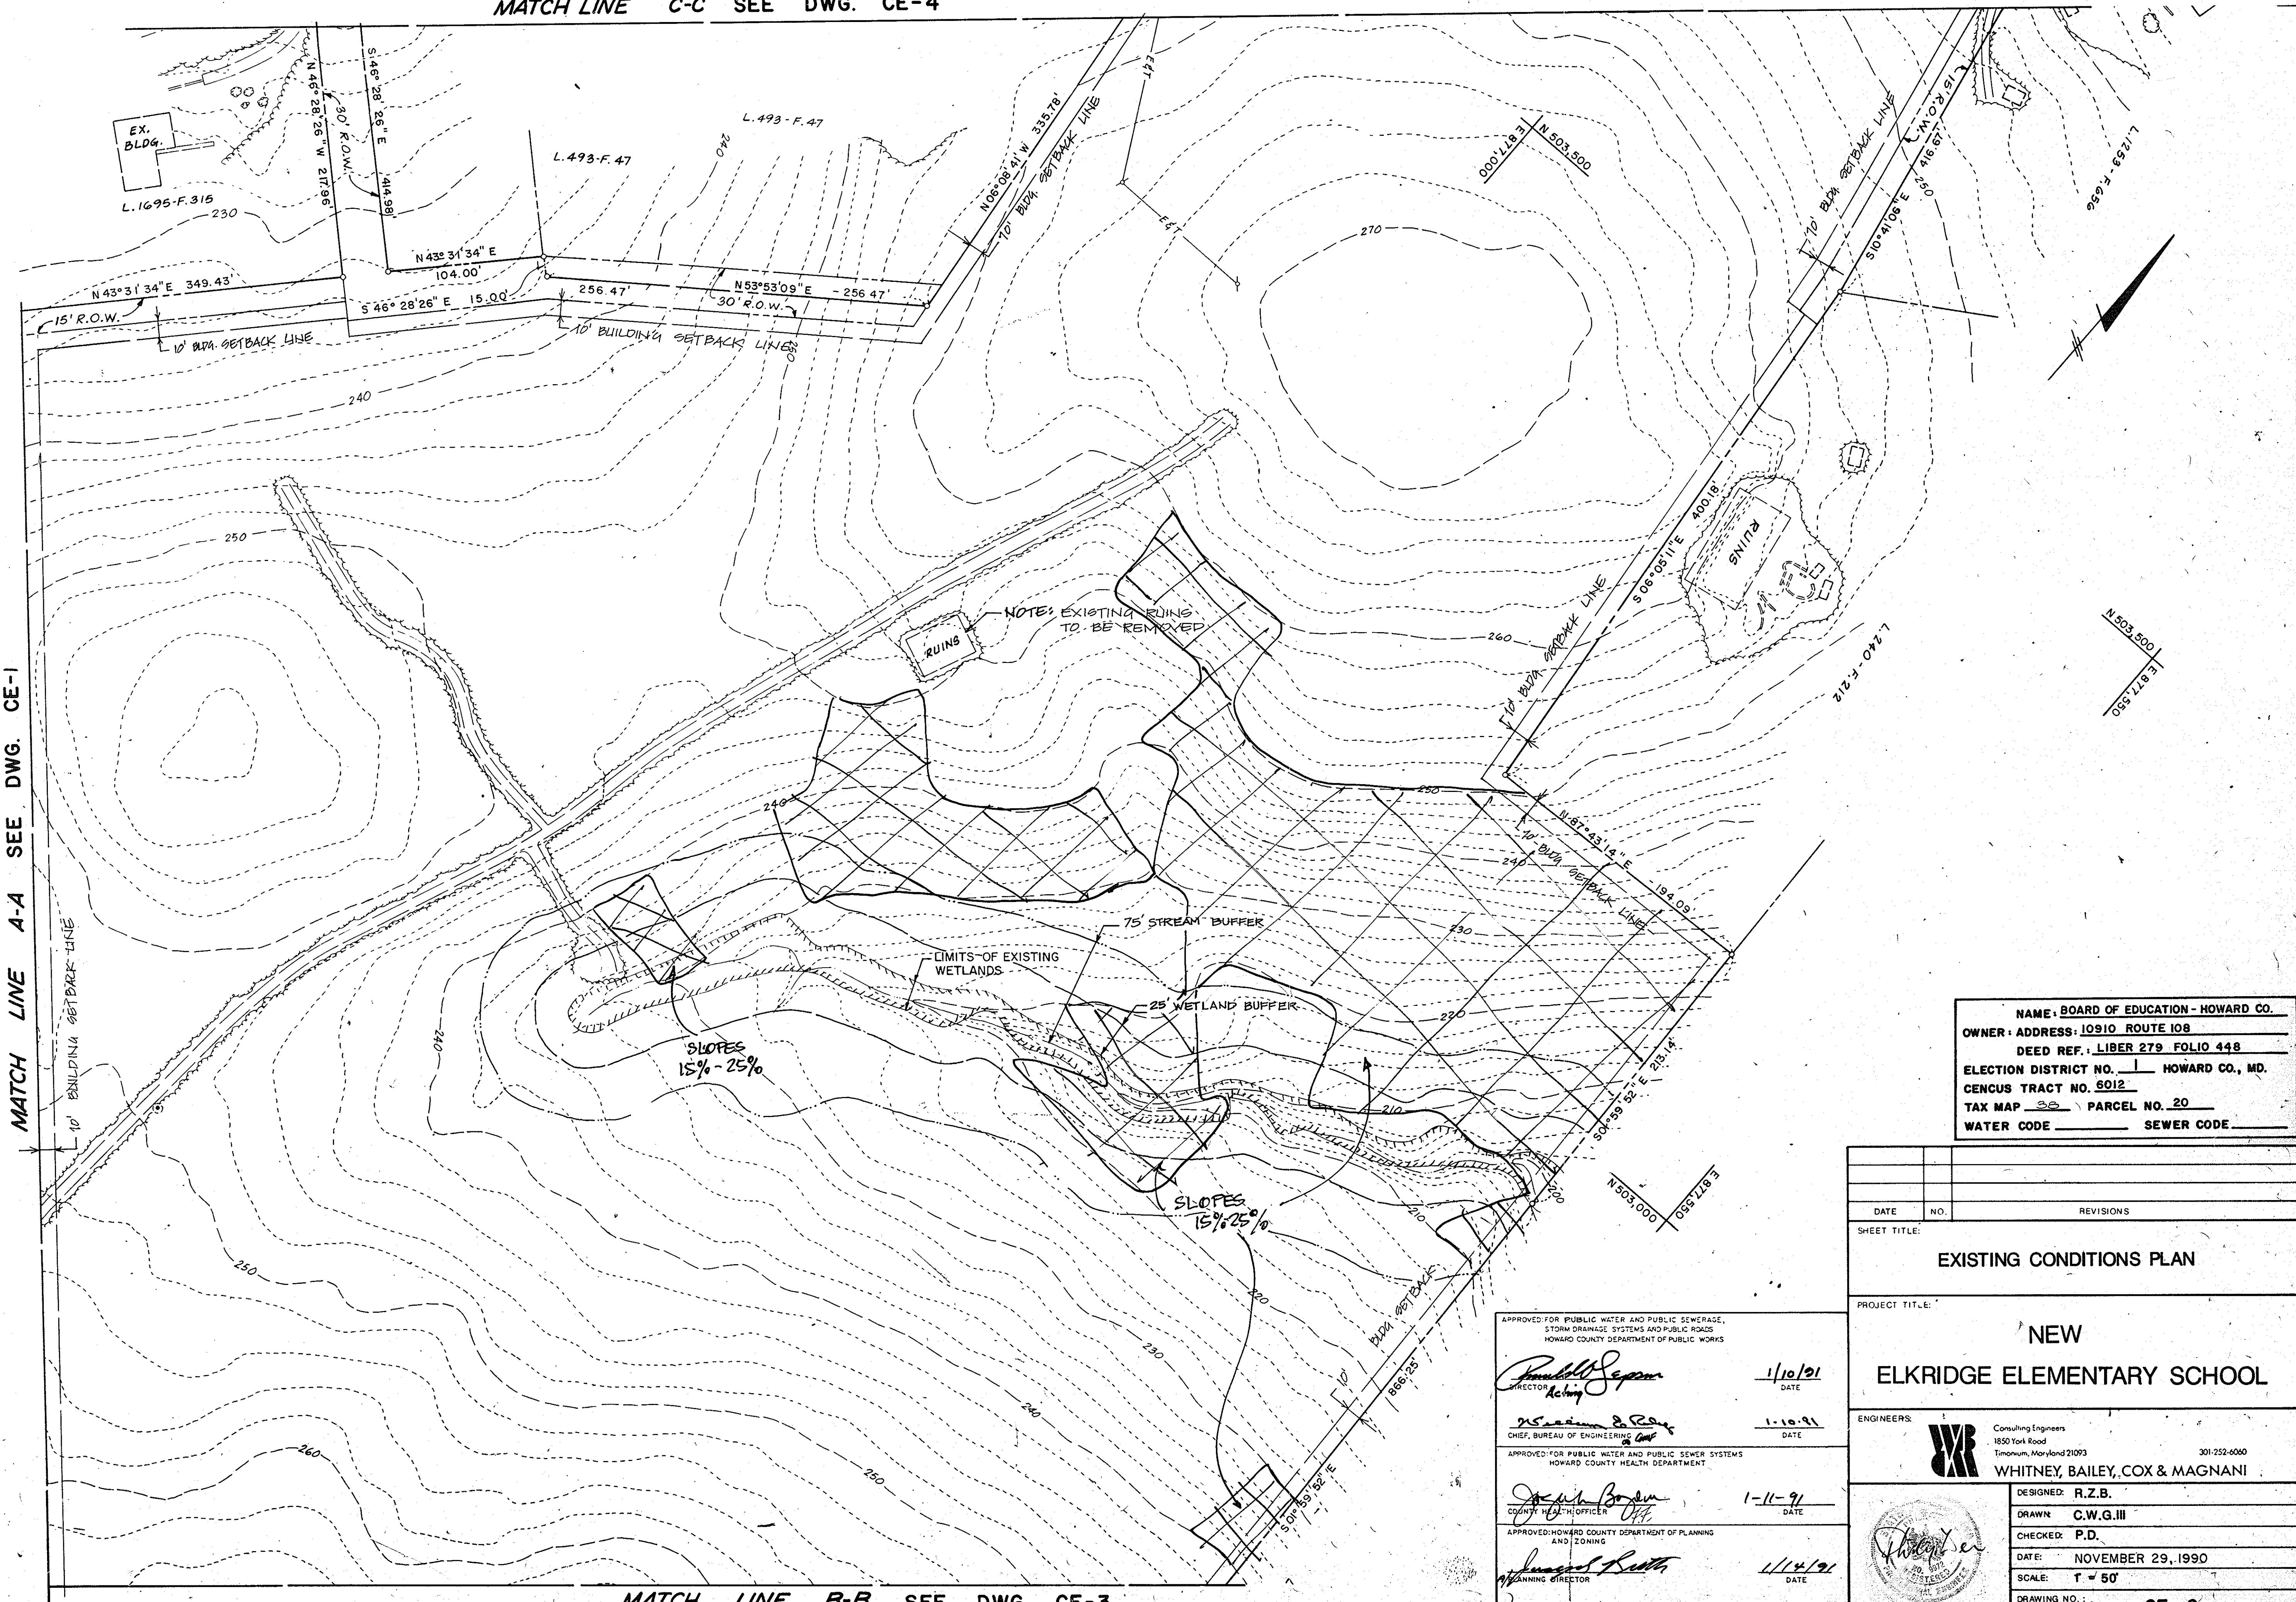 MATCH LINE C-C SEE DWG. CE-4
EX.
BLDG.
L.1695-F.315
230
N 46° 28' 26" W 217.96'
30' R.O.W.
S 46° 28' 26" E 414.98'
L.493-F.47
L.493-F.47
240
N 06° 08' 41" W 335.78'
10' BLDG. SETBACK LINE
E&T
E&T
E 877,000
N 503,500
270
10' BLDG. SETBACK LINE
15' R.O.W.
416.67'
S 10° 41' 06" E
250
L.1253-F.656
N 43° 31' 34" E
104.00'
N 43° 31' 34" E 349.43'
15' R.O.W.
S 46° 28' 26" E 15.00'
256.47'
N 53° 53' 09" E - 256.47'
30' R.O.W.
10' BLDG. SETBACK LINE
10' BUILDING SETBACK LINE
260
240
250
400.18'
S 06° 05' 11" E
RUINS
10' BLDG. SETBACK LINE
NOTE: EXISTING RUINS
TO BE REMOVED
RUINS
260
L.240-F.212
N 503,500
E 877,550
MATCH LINE A-A SEE DWG. CE-1
10' BUILDING SETBACK LINE
240
250
N 87° 43' 14" E
194.09'
10' BLDG. SETBACK LINE
240
230
75' STREAM BUFFER
LIMITS OF EXISTING
WETLANDS
25' WETLAND BUFFER
220
240
SLOPES
15%-25%
210
S 01° 59' 52" E 213.14'
200
210
SLOPES
15%-25%
N 503,000
E 877,550
250
220
230
240
250
260
10' BLDG SETBACK
866.25'
S 01° 59' 52" E
MATCH LINE B-B SEE DWG. CE-3
NAME: BOARD OF EDUCATION - HOWARD CO.
OWNER: ADDRESS: 10910 ROUTE 108
DEED REF.: LIBER 279 FOLIO 448
ELECTION DISTRICT NO. 1 HOWARD CO., MD.
CENCUS TRACT NO. 6012
TAX MAP 38 PARCEL NO. 20
WATER CODE SEWER CODE
DATE NO. REVISIONS
SHEET TITLE:
EXISTING CONDITIONS PLAN
PROJECT TITLE:
NEW
ELKRIDGE ELEMENTARY SCHOOL
ENGINEERS:
Consulting Engineers
1850 York Road
Timonium, Maryland 21093 301-252-6060
WHITNEY, BAILEY, COX & MAGNANI
DESIGNED: R.Z.B.
DRAWN: C.W.G.III
CHECKED: P.D.
DATE: NOVEMBER 29, 1990
SCALE: 1" = 50'
DRAWING NO.:
APPROVED: FOR PUBLIC WATER AND PUBLIC SEWERAGE,
STORM DRAINAGE SYSTEMS AND PUBLIC ROADS
HOWARD COUNTY DEPARTMENT OF PUBLIC WORKS
1/10/91
DIRECTOR Acting DATE
1-10-91
CHIEF, BUREAU OF ENGINEERING DATE
APPROVED: FOR PUBLIC WATER AND PUBLIC SEWER SYSTEMS
HOWARD COUNTY HEALTH DEPARTMENT
1-11-91
COUNTY HEALTH OFFICER DATE
APPROVED: HOWARD COUNTY DEPARTMENT OF PLANNING
AND ZONING
1/14/91
PLANNING DIRECTOR DATE